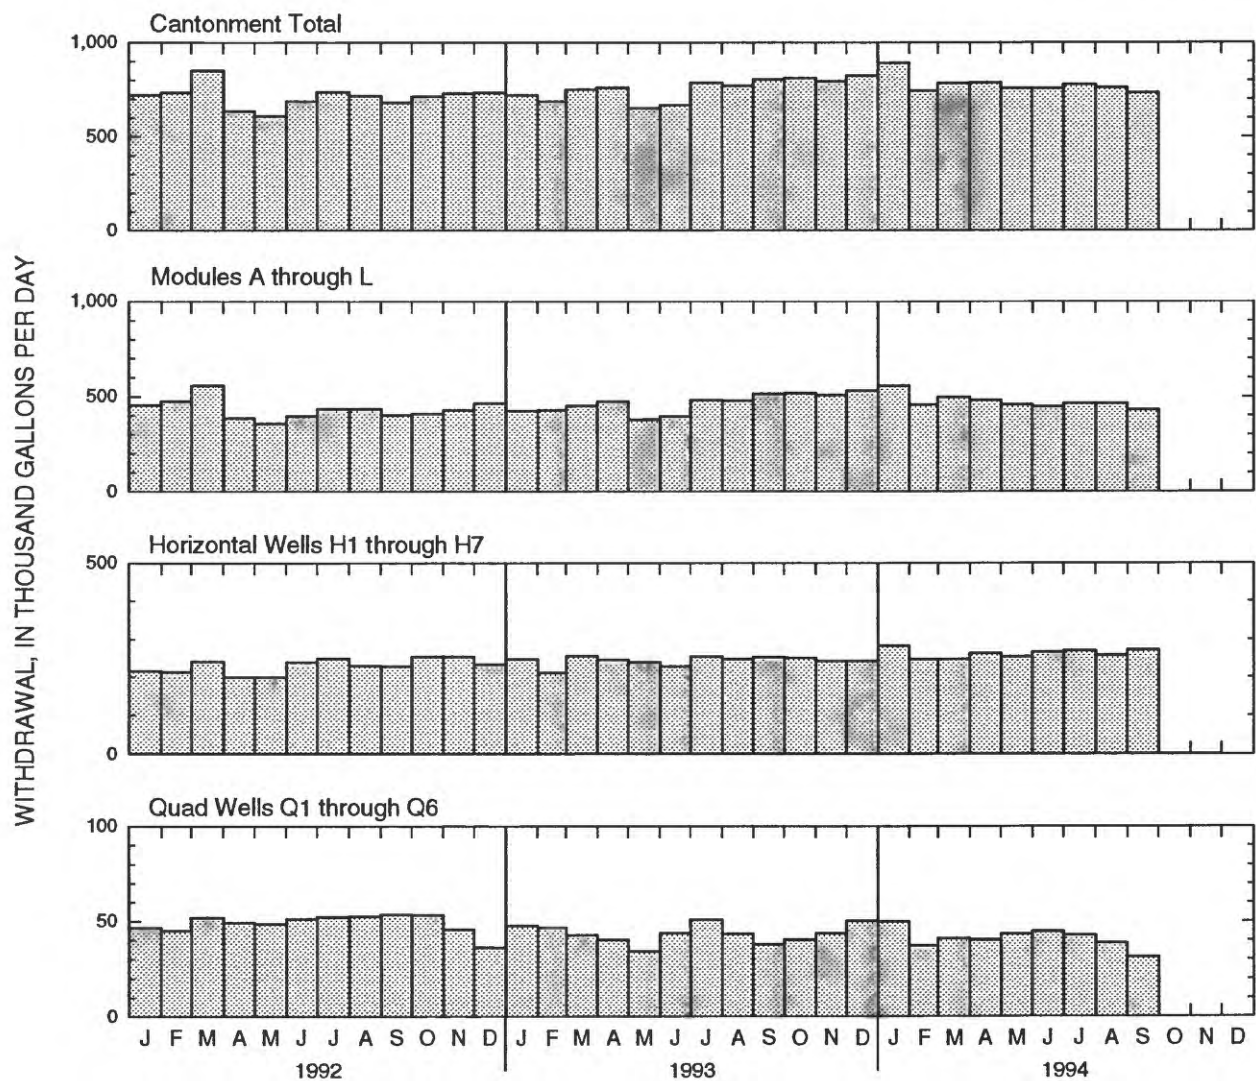 WITHDRAWAL, IN THOUSAND GALLONS PER DAY
Cantonment Total
1,000
500
0
Modules A through L
1,000
500
0
Horizontal Wells H1 through H7
500
0
Quad Wells Q1 through Q6
100
50
0
J F M A M J J A S O N D J F M A M J J A S O N D J F M A M J J A S O N D
1992 1993 1994